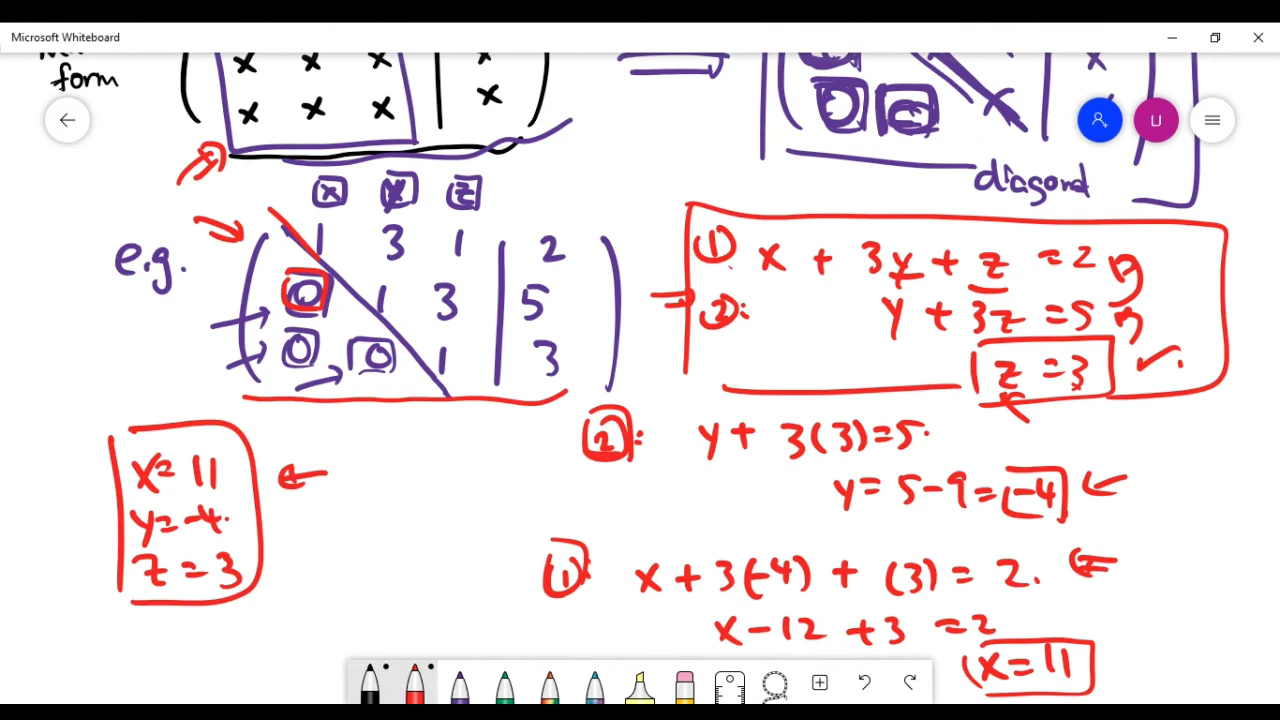 Microsoft Whiteboard
form
x x x
x
x
x x x x
diagonal
x y z
e.g.
1 3 1 2
0 1 3 5
0 0 1 3
① x + 3y + z = 2
②: y + 3z = 5
z = 3
②: y + 3(3) = 5.
y = 5 - 9 = -4
①: x + 3(-4) + (3) = 2.
x - 12 + 3 = 2
x = 11
x = 11
y = -4.
z = 3
LJ